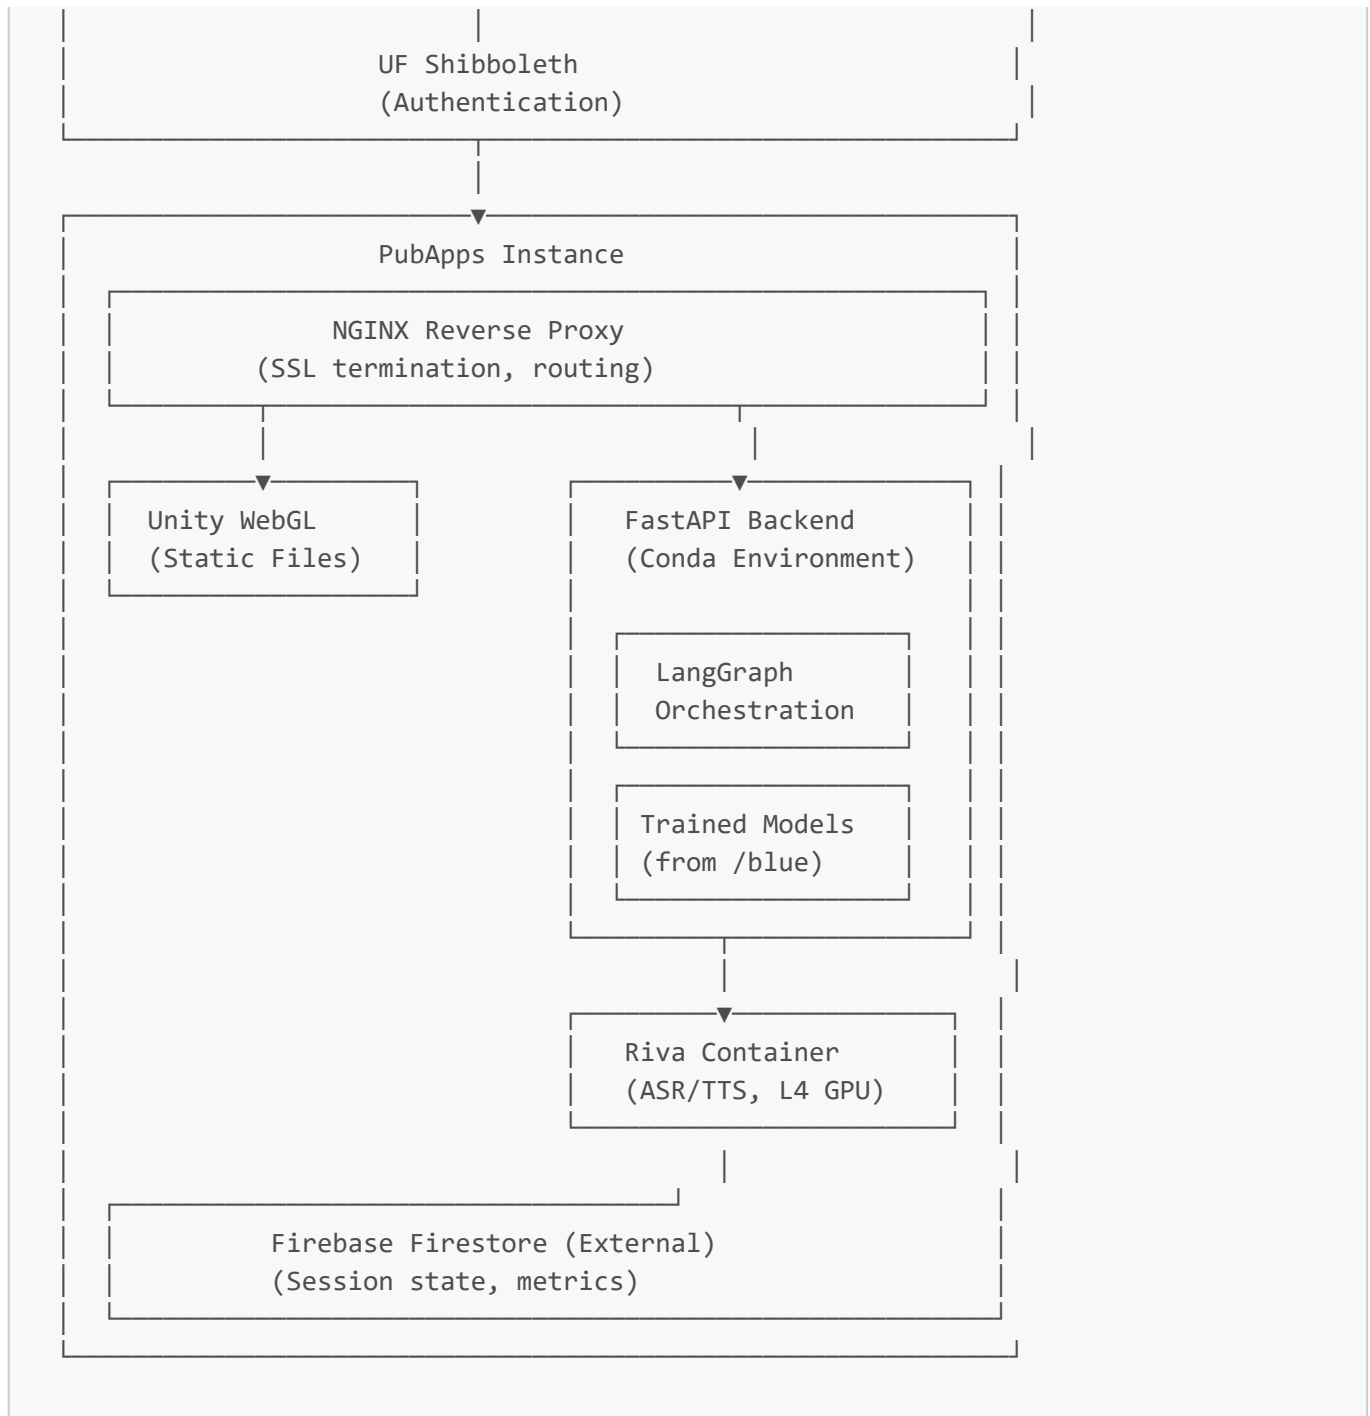 UF Shibboleth
(Authentication)
PubApps Instance
NGINX Reverse Proxy
(SSL termination, routing)
Unity WebGL
(Static Files)
FastAPI Backend
(Conda Environment)
LangGraph
Orchestration
Trained Models
(from /blue)
Riva Container
(ASR/TTS, L4 GPU)
Firebase Firestore (External)
(Session state, metrics)